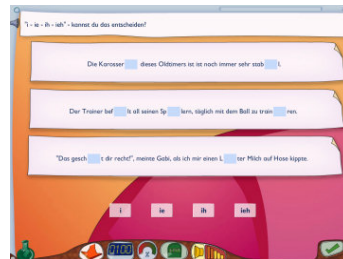 "i - ie - ih - ieh" - kannst du das entscheiden?
Die Karosser dieses Oldtimers ist ist noch immer sehr stab l.
Der Trainer bef lt all seinen Sp lern, täglich mit dem Ball zu train ren.
"Das gesch t dir recht!", meinte Gabi, als ich mir einen L ter Milch auf Hose kippte.
i ie ih ieh